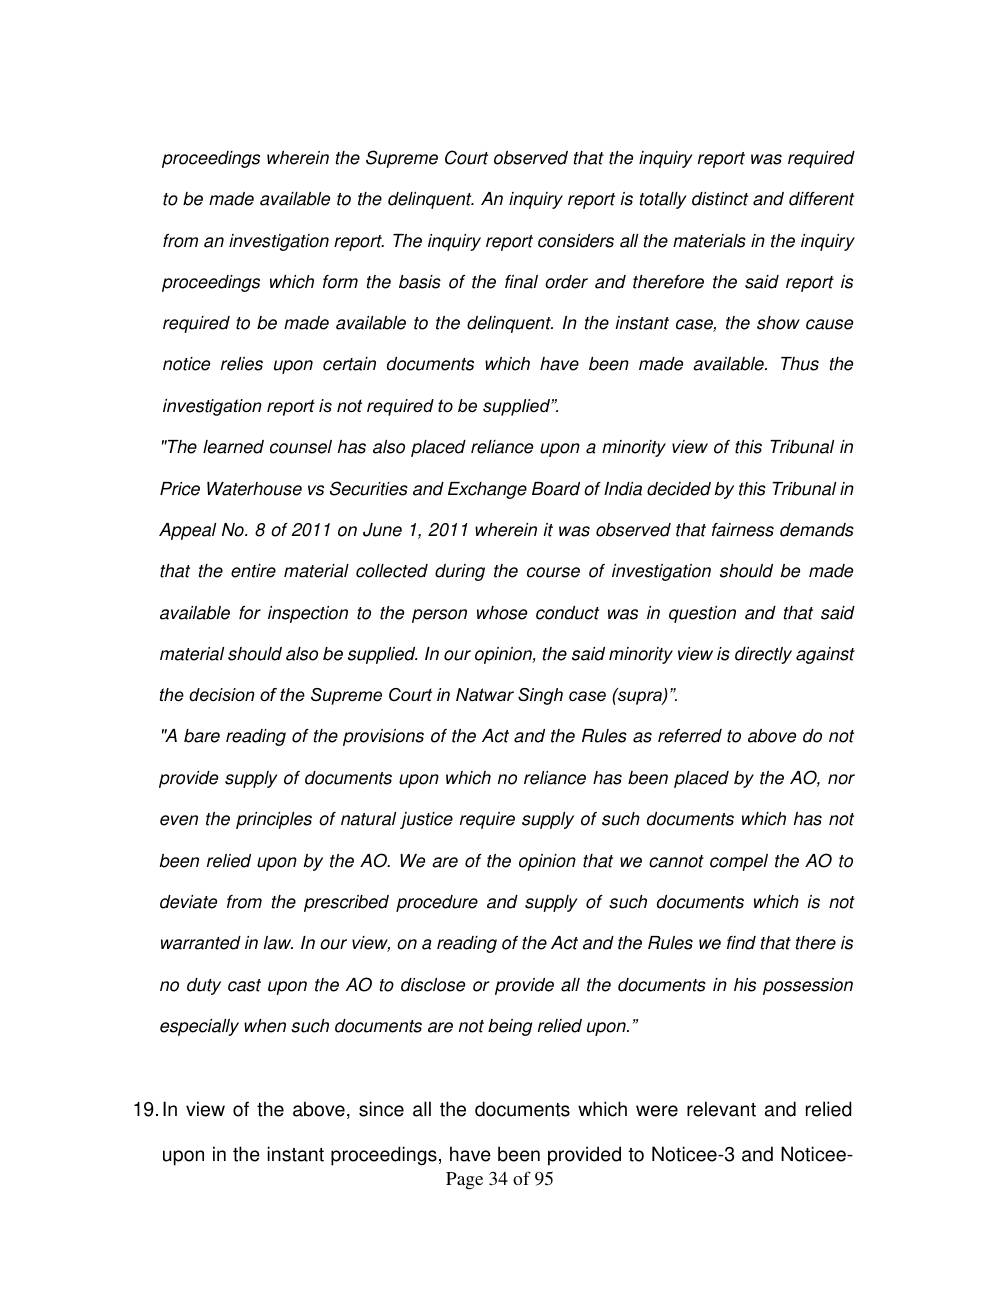 proceedings wherein the Supreme Court observed that the inquiry report was required
to be made available to the delinquent. An inquiry report is totally distinct and different
from an investigation report. The inquiry report considers all the materials in the inquiry
proceedings which form the basis of the final order and therefore the said report is
required to be made available to the delinquent. In the instant case, the show cause
notice relies upon certain documents which have been made available. Thus the
investigation report is not required to be supplied”.
"The learned counsel has also placed reliance upon a minority view of this Tribunal in
Price Waterhouse vs Securities and Exchange Board of India decided by this Tribunal in
Appeal No. 8 of 2011 on June 1, 2011 wherein it was observed that fairness demands
that the entire material collected during the course of investigation should be made
available for inspection to the person whose conduct was in question and that said
material should also be supplied. In our opinion, the said minority view is directly against
the decision of the Supreme Court in Natwar Singh case (supra)”.
"A bare reading of the provisions of the Act and the Rules as referred to above do not
provide supply of documents upon which no reliance has been placed by the AO, nor
even the principles of natural justice require supply of such documents which has not
been relied upon by the AO. We are of the opinion that we cannot compel the AO to
deviate from the prescribed procedure and supply of such documents which is not
warranted in law. In our view, on a reading of the Act and the Rules we find that there is
no duty cast upon the AO to disclose or provide all the documents in his possession
especially when such documents are not being relied upon.”
19. In view of the above, since all the documents which were relevant and relied
upon in the instant proceedings, have been provided to Noticee-3 and Noticee-
Page 34 of 95